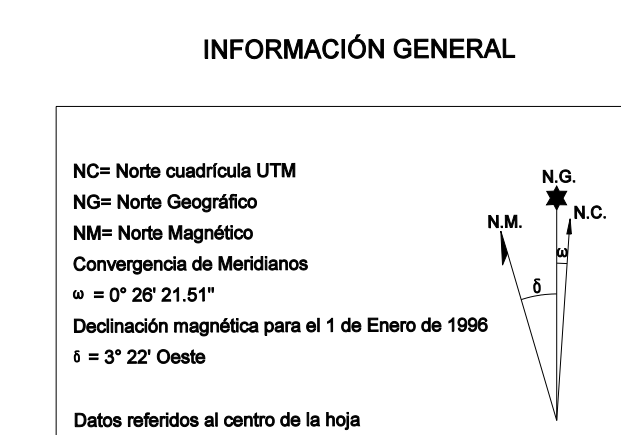 INFORMACIÓN GENERAL
NC= Norte cuadrícula UTM
NG= Norte Geográfico
NM= Norte Magnético
Convergencia de Meridianos
ω = 0° 26' 21.51"
Declinación magnética para el 1 de Enero de 1996
δ = 3° 22' Oeste
Datos referidos al centro de la hoja
N.G.
N.C.
N.M.
ω
δ